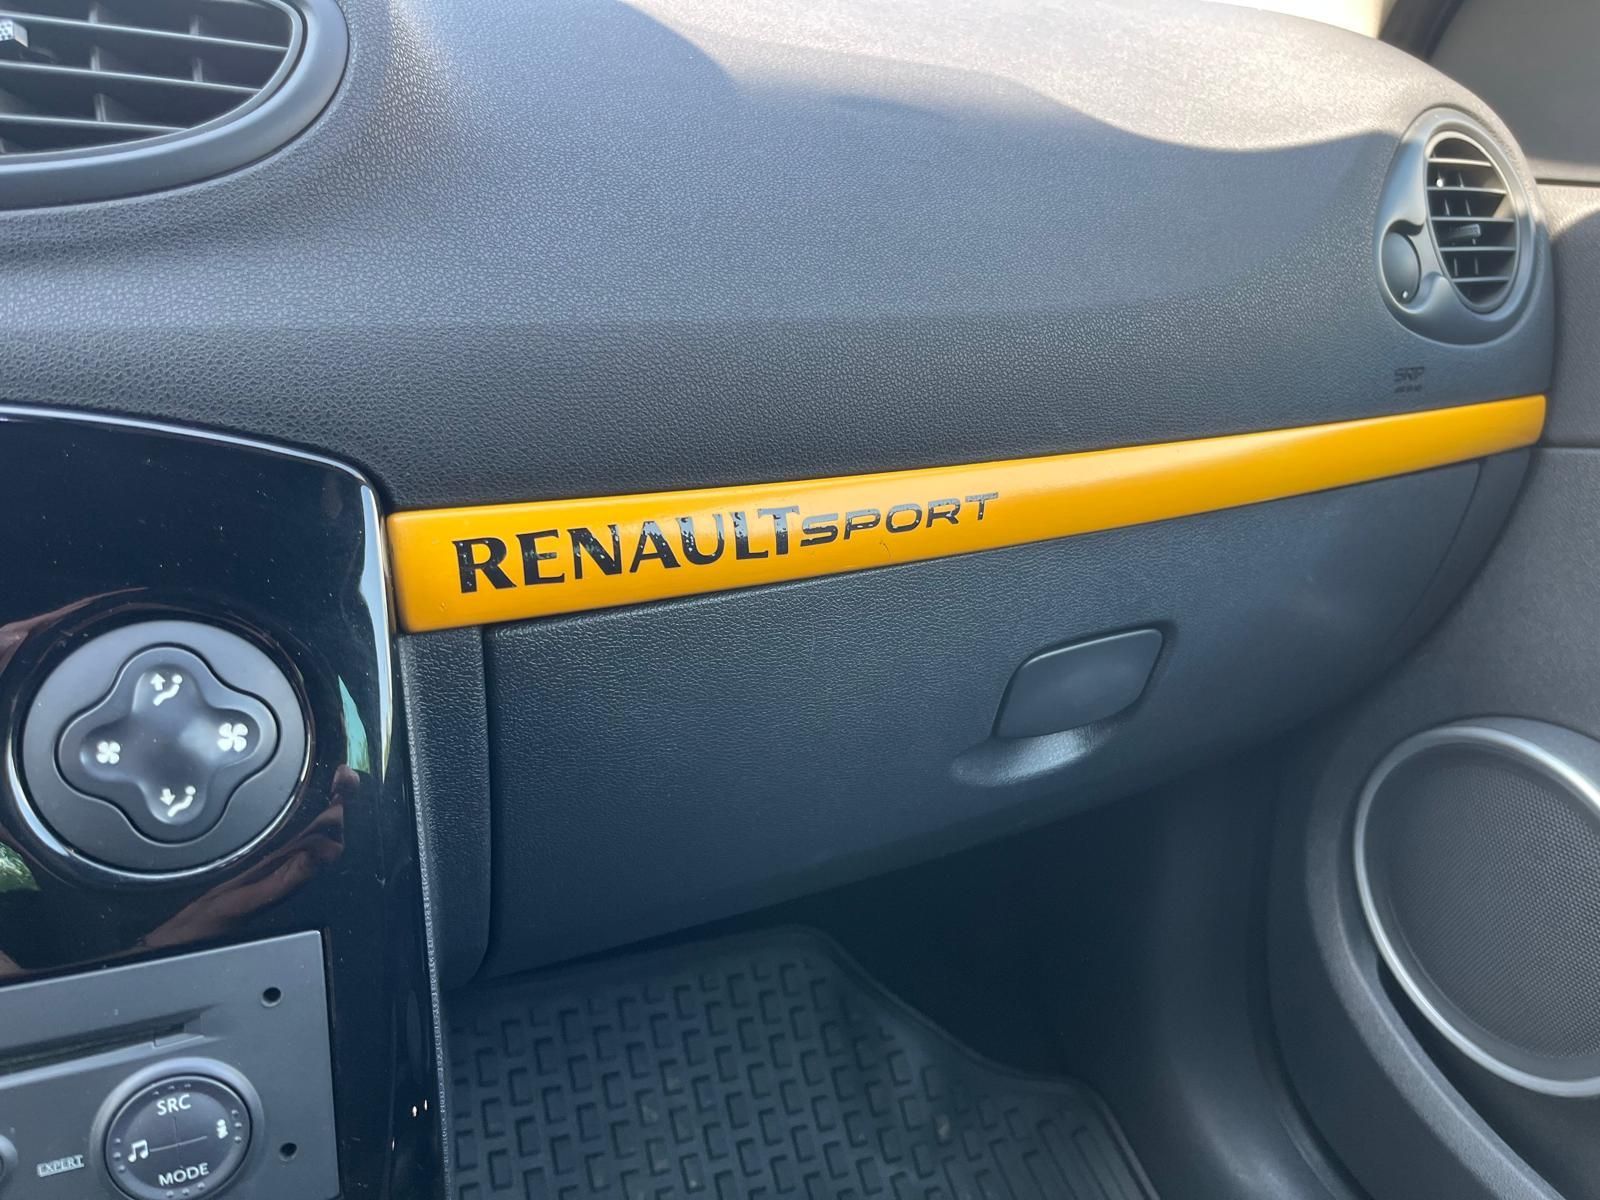 RENAULTSPORT
SRP
SRC
EXPERT
MODE